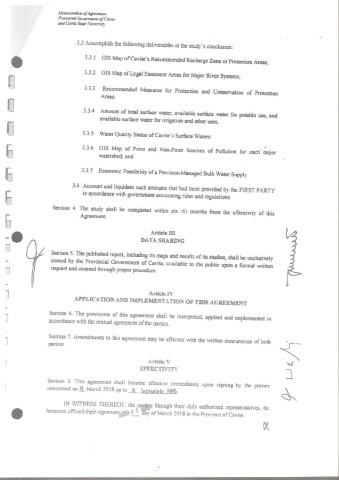 Memorandum of Agreement
Provincial Government of Cavite
and Cavite State University
3.3 Accomplish the following deliverables at the study's conclusion:
3.3.1 GIS Map of Cavite's Recommended Recharge Zone or Protection Areas;
3.3.2 GIS Map of Legal Easement Areas for Major River Systems;
3.3.3 Recommended Measures for Protection and Conservation of Protection
Areas;
3.3.4 Amount of total surface water, available surface water for potable use, and
available surface water for irrigation and other uses;
3.3.5 Water Quality Status of Cavite's Surface Waters;
3.3.6 GIS Map of Point and Non-Point Sources of Pollution for each major
watershed, and
3.3.7 Economic Feasibility of a Province-Managed Bulk Water Supply
3.4 Account and liquidate such amounts that had been provided by the FIRST PARTY
in accordance with government accounting rules and regulations.
Section 4. The study shall be completed within six (6) months from the effectivity of this
Agreement.
Article III
DATA SHARING
Section 5. The published report, including its maps and results of its studies, shall be exclusively
owned by the Provincial Government of Cavite, available to the public upon a formal written
request and coursed through proper procedure.
Article IV
APPLICATION AND IMPLEMENTATION OF THIS AGREEMENT
Section 6. The provisions of this agreement shall be interpreted, applied and implemented in
accordance with the mutual agreement of the parties.
Section 7. Amendments to this agreement may be effected with the written concurrence of both
parties.
Article V
EFFECTIVITY
Section 8. This agreement shall become effective immediately upon signing by the parties
concerned on March 2018 up to September
IN WITNESS THEREOF, the parties through their duly authorized representatives, do
hereunto affixed their signature this day of March 2018 in the Province of Cavite.